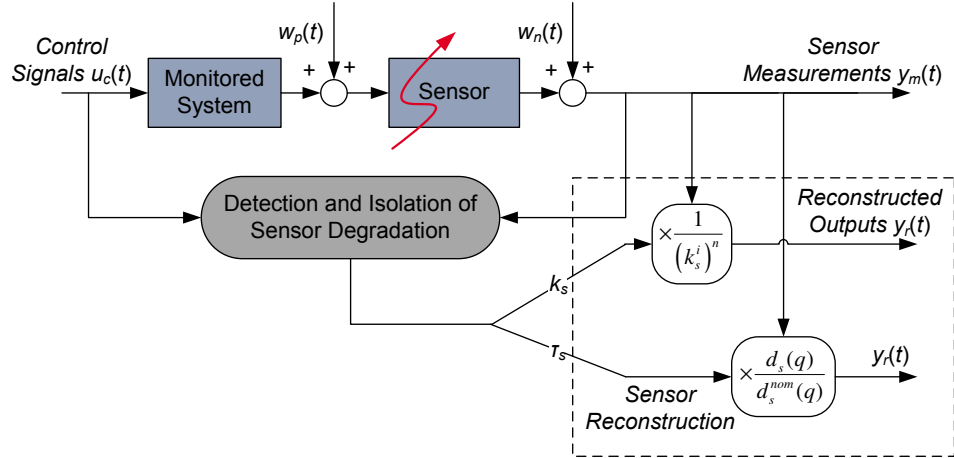 Control
Signals u_c(t)
w_p(t)
w_n(t)
Sensor
Measurements y_m(t)
+ +
+ +
Monitored
System
Sensor
Detection and Isolation of
Sensor Degradation
Reconstructed
Outputs y_r(t)
× 1 / (k_s^i)^n
k_s
τ_s
× d_s(q) / d_s^{nom}(q)
y_r(t)
Sensor
Reconstruction